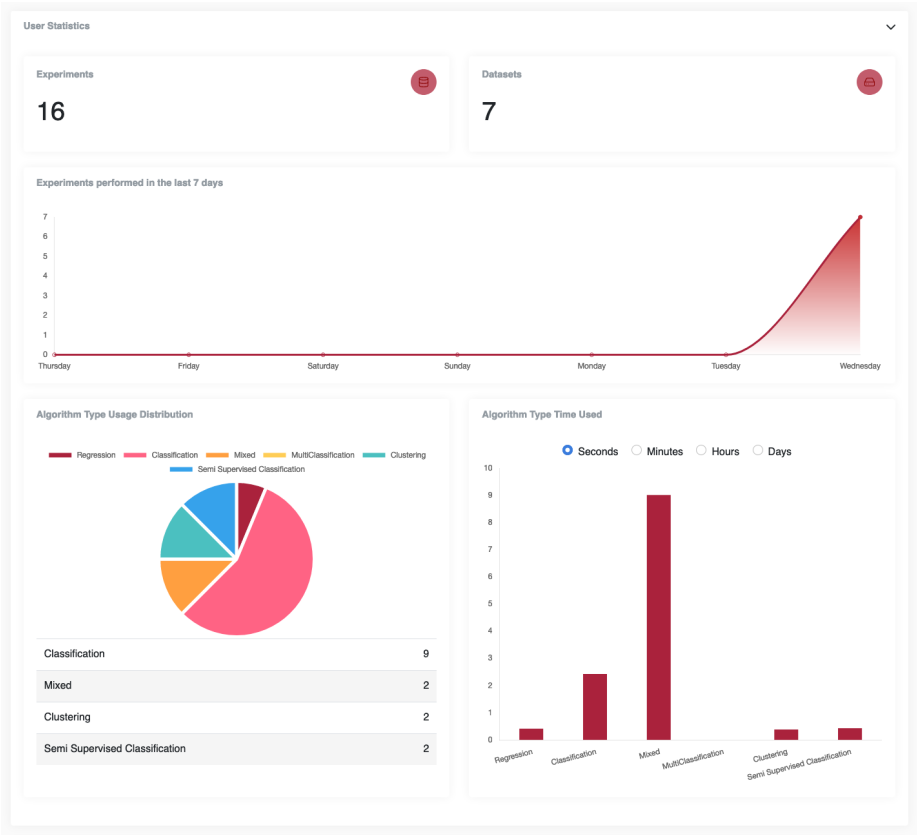 User Statistics
Experiments
16
Datasets
7
Experiments performed in the last 7 days
7
6
5
4
3
2
1
0
Thursday Friday Saturday Sunday Monday Tuesday Wednesday
Algorithm Type Usage Distribution
Regression Classification Mixed MultiClassification Clustering
Semi Supervised Classification
Classification 9
Mixed 2
Clustering 2
Semi Supervised Classification 2
Algorithm Type Time Used
Seconds Minutes Hours Days
10
9
8
7
6
5
4
3
2
1
0
Regression Classification Mixed MultiClassification Clustering Semi Supervised Classification